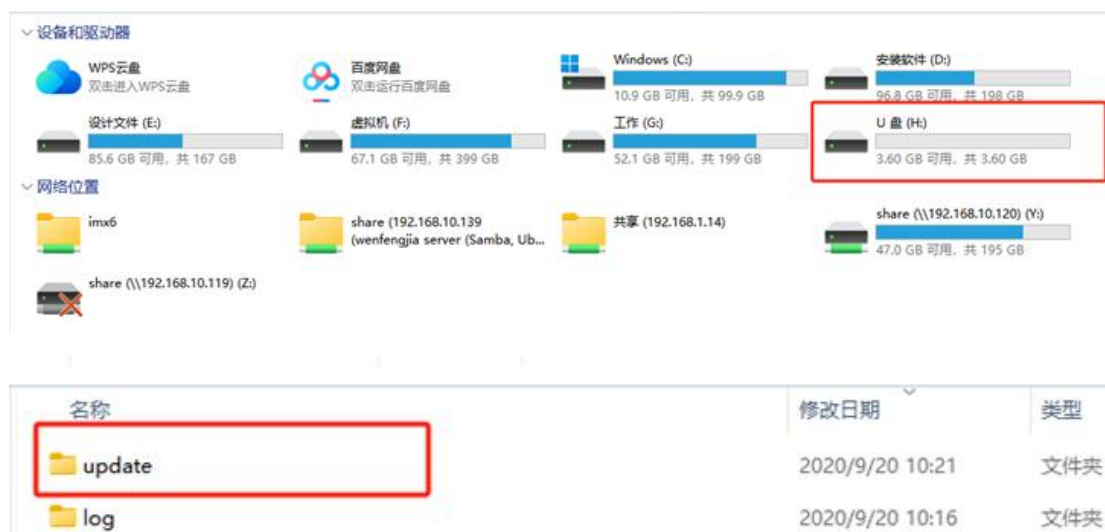 设备和驱动器
WPS云盘
双击进入WPS云盘
百度网盘
双击运行百度网盘
Windows (C:)
10.9 GB 可用, 共 99.9 GB
安装软件 (D:)
96.8 GB 可用, 共 198 GB
设计文件 (E:)
85.6 GB 可用, 共 167 GB
虚拟机 (F:)
67.1 GB 可用, 共 399 GB
工作 (G:)
52.1 GB 可用, 共 199 GB
U 盘 (H:)
3.60 GB 可用, 共 3.60 GB
网络位置
imx6
share (192.168.10.139
(wenfengjia server (Samba, Ub...
共享 (192.168.1.14)
share (\\192.168.10.120) (Y:)
47.0 GB 可用, 共 195 GB
share (\\192.168.10.119) (Z:)
名称
修改日期
类型
update
2020/9/20 10:21
文件夹
log
2020/9/20 10:16
文件夹